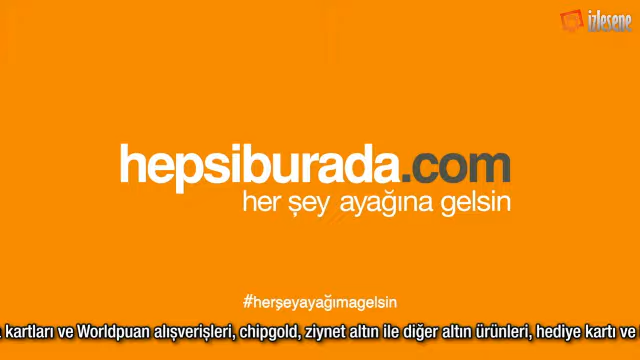 izlesene
hepsiburada.com
her şey ayağına gelsin
#herşeyayağımagelsin
kartları ve Worldpuan alışverişleri, chipgold, ziynet altın ile diğer altın ürünleri, hediye kartı ve